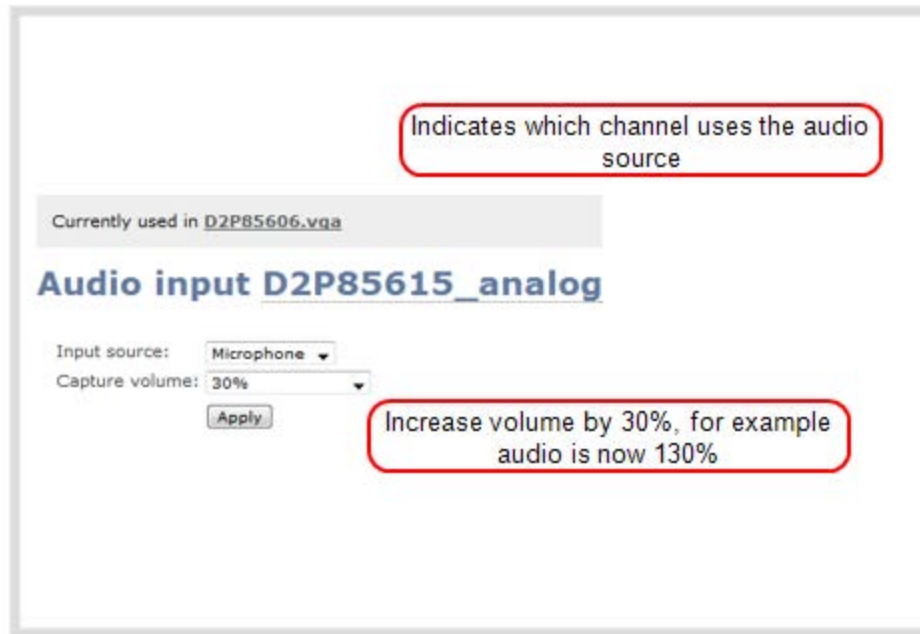 Indicates which channel uses the audio
source
Currently used in D2P85606.vga
Audio input D2P85615_analog
Input source: Microphone
Capture volume: 30%
Apply
Increase volume by 30%, for example
audio is now 130%